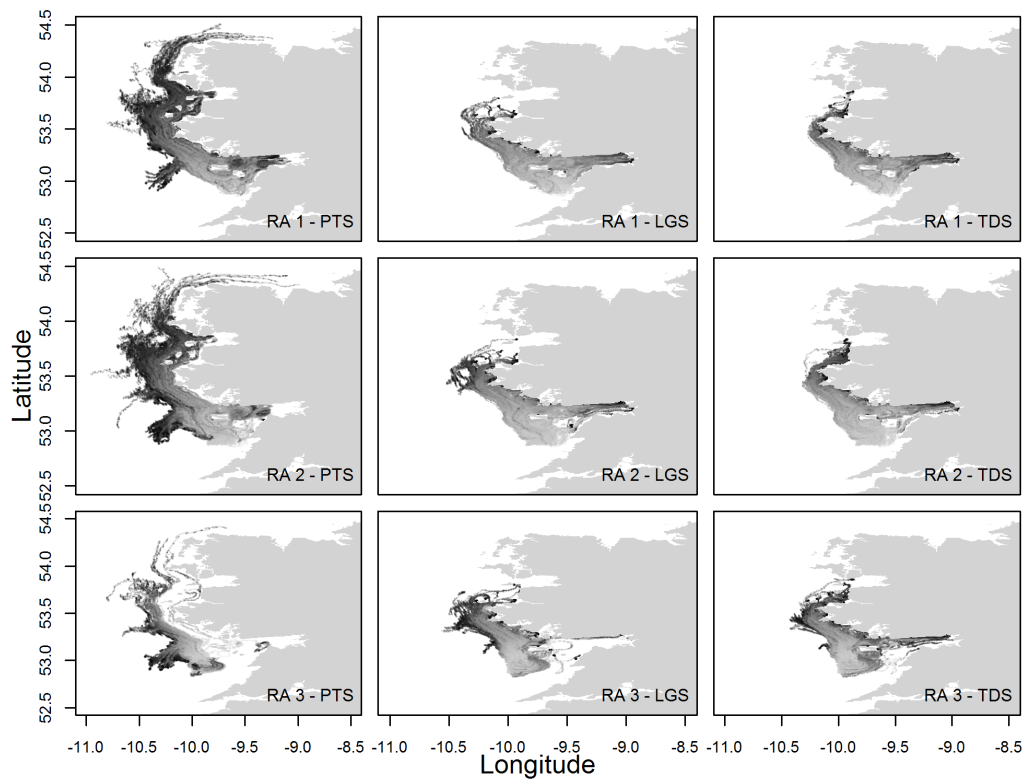 54.5
54.0
53.5
53.0
52.5
RA 1 - PTS
RA 1 - LGS
RA 1 - TDS
Latitude
54.5
54.0
53.5
53.0
52.5
RA 2 - PTS
RA 2 - LGS
RA 2 - TDS
54.5
54.0
53.5
53.0
52.5
RA 3 - PTS
RA 3 - LGS
RA 3 - TDS
-11.0 -10.5 -10.0 -9.5 -9.0 -8.5
-11.0 -10.5 -10.0 -9.5 -9.0 -8.5
-11.0 -10.5 -10.0 -9.5 -9.0 -8.5
Longitude